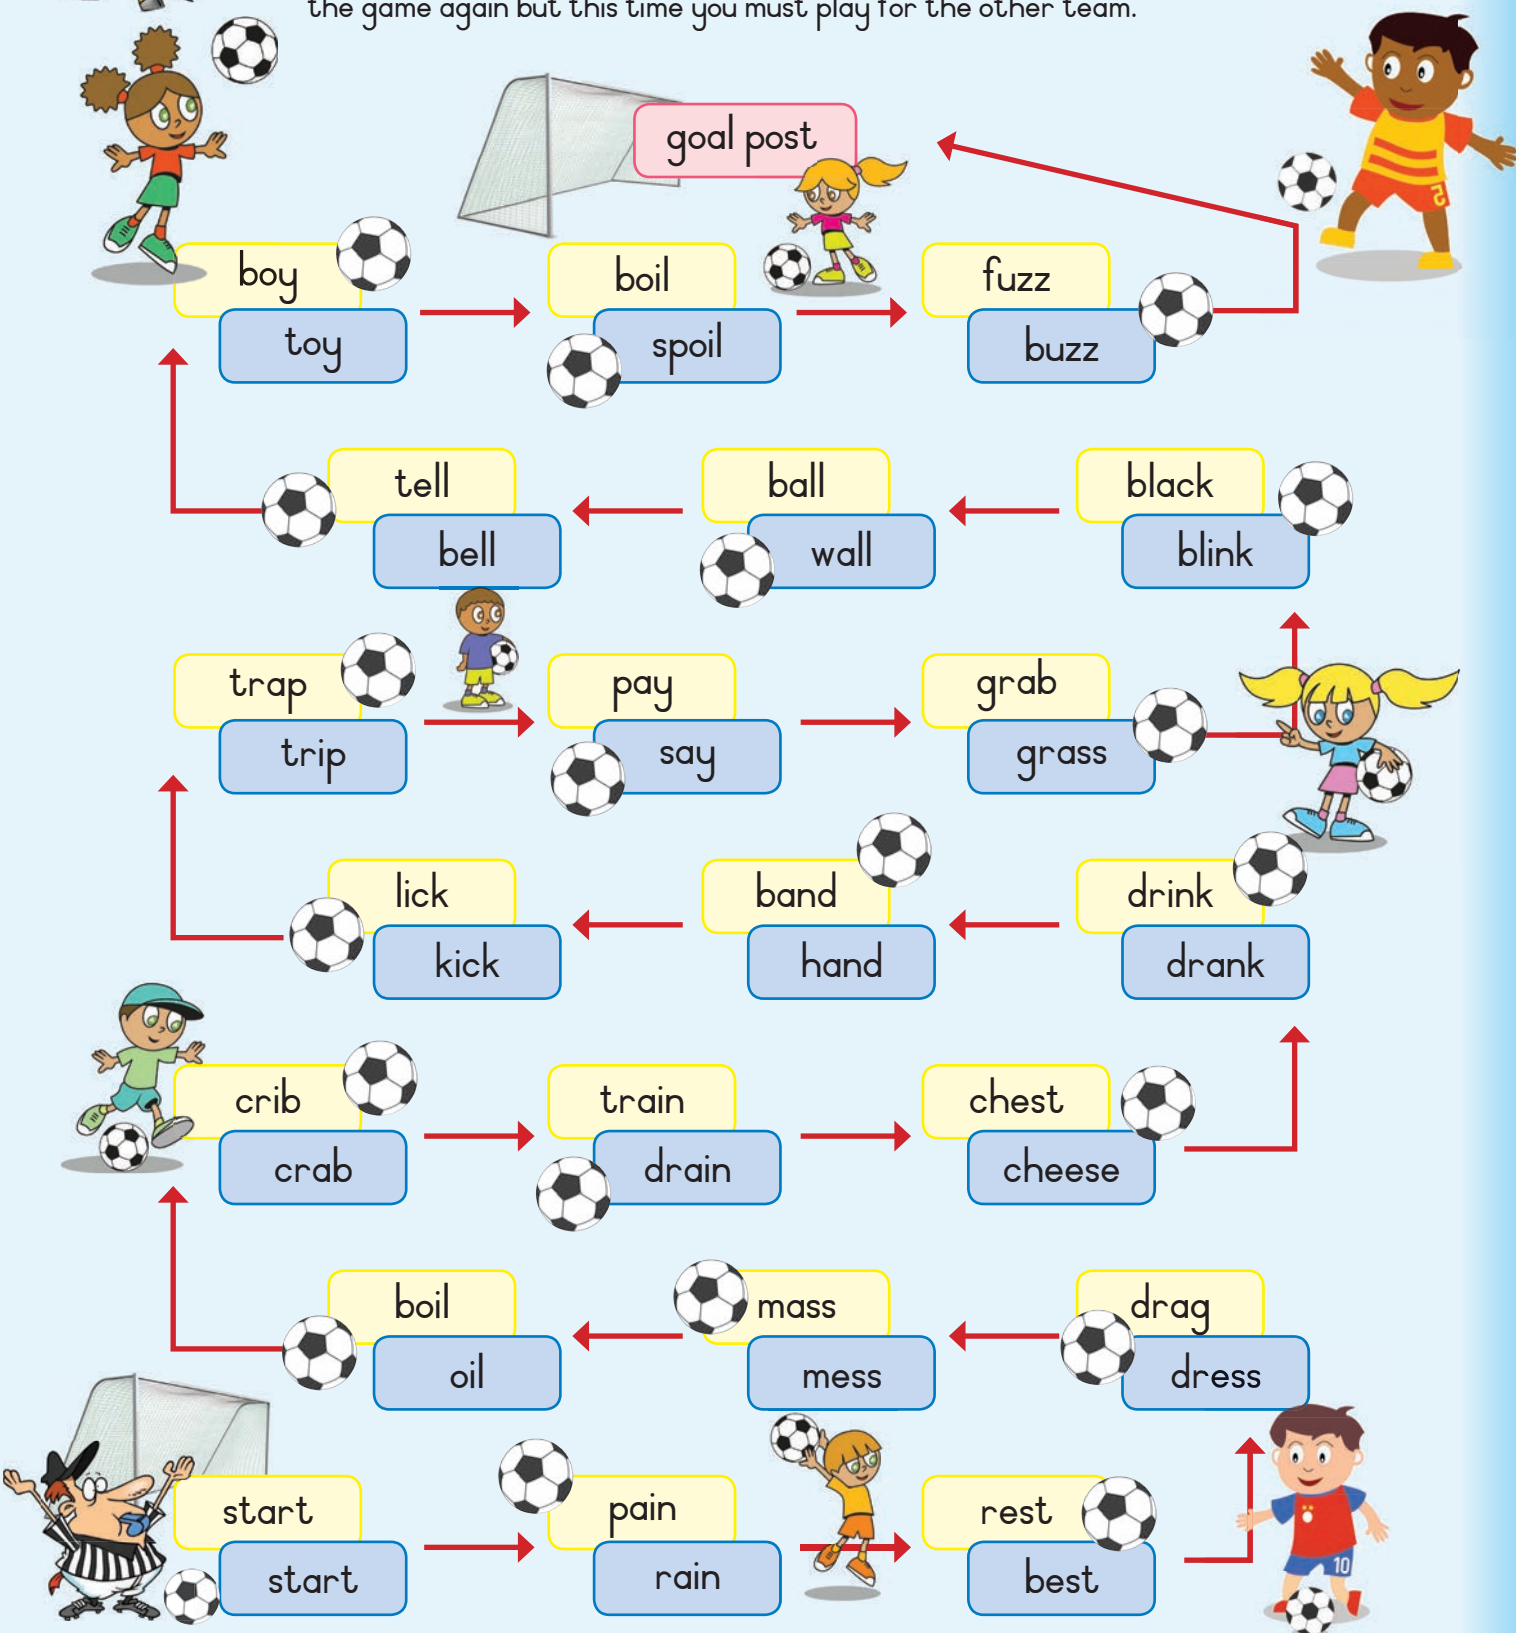 the game again but this time you must play for the other team.
goal post
boy
toy
boil
spoil
fuzz
buzz
tell
bell
ball
wall
black
blink
trap
trip
pay
say
grab
grass
lick
kick
band
hand
drink
drank
crib
crab
train
drain
chest
cheese
boil
oil
mass
mess
drag
dress
start
start
pain
rain
rest
best
2
10